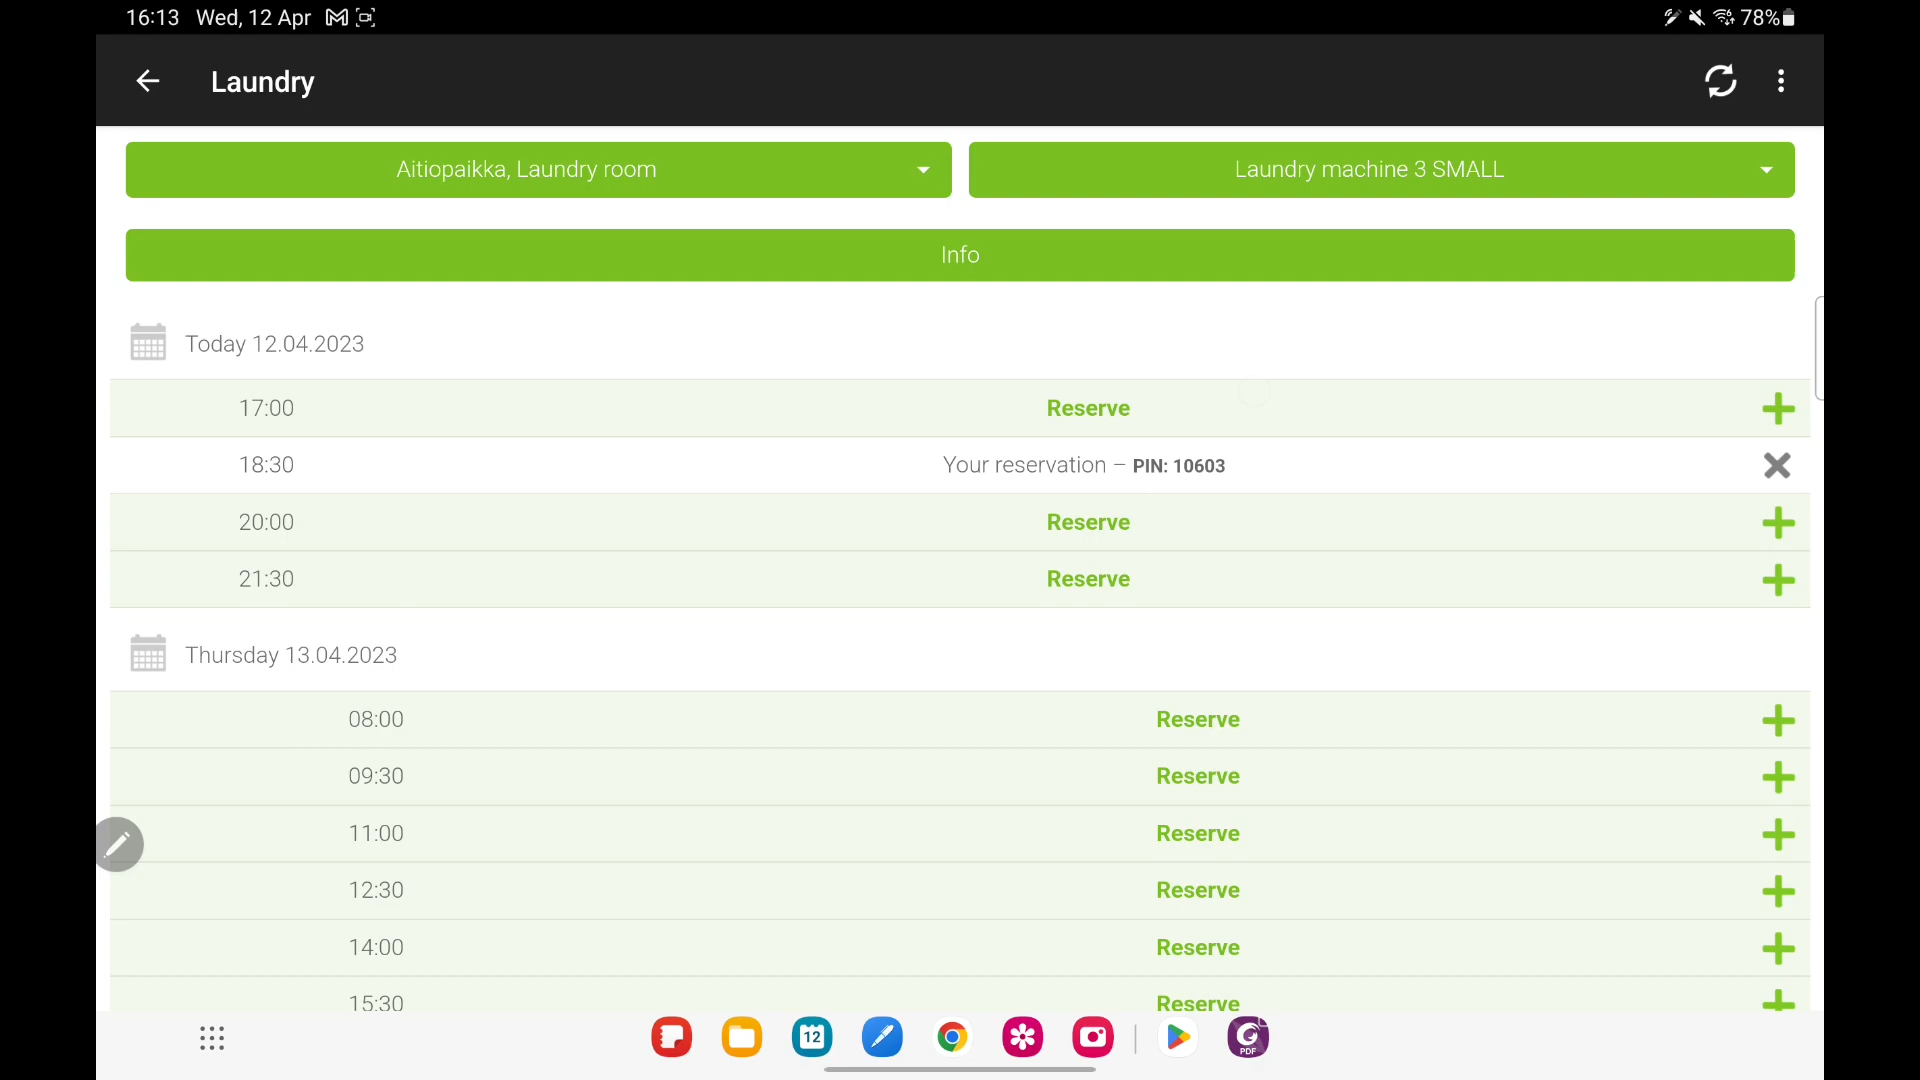 16:13 Wed, 12 Apr 78%
Laundry
Aitiopaikka, Laundry room Laundry machine 3 SMALL
Info
Today 12.04.2023
17:00 Reserve
18:30 Your reservation – PIN: 10603
20:00 Reserve
21:30 Reserve
Thursday 13.04.2023
08:00 Reserve
09:30 Reserve
11:00 Reserve
12:30 Reserve
14:00 Reserve
15:30 Reserve
12
PDF